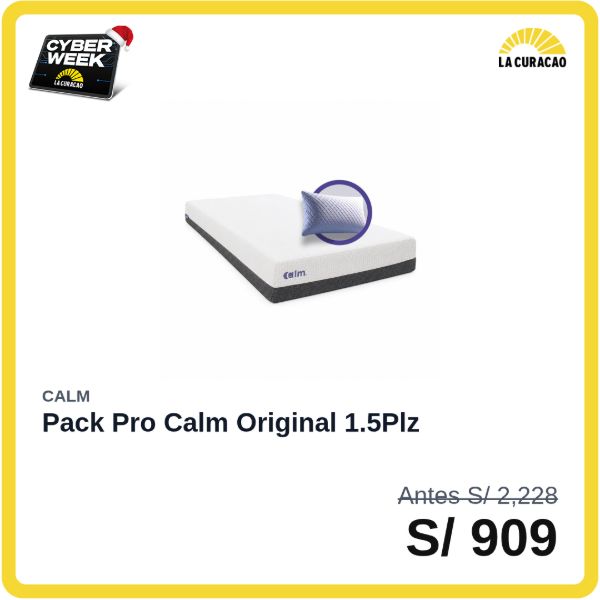 CYBER
WEEK
LA CURACAO
LA CURACAO
Calm.
CALM
Pack Pro Calm Original 1.5Plz
Antes S/ 2,228
S/ 909